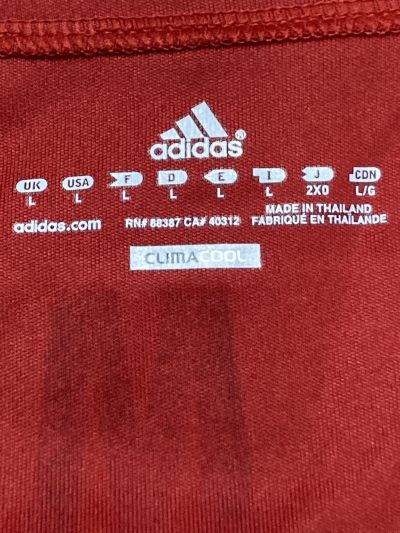 adidas®
UK USA F D E I J CDN
L L L L L L 2XO L/G
adidas.com RN# 88387 CA# 40312 MADE IN THAILAND
FABRIQUÉ EN THAÏLANDE
CLIMACOOL